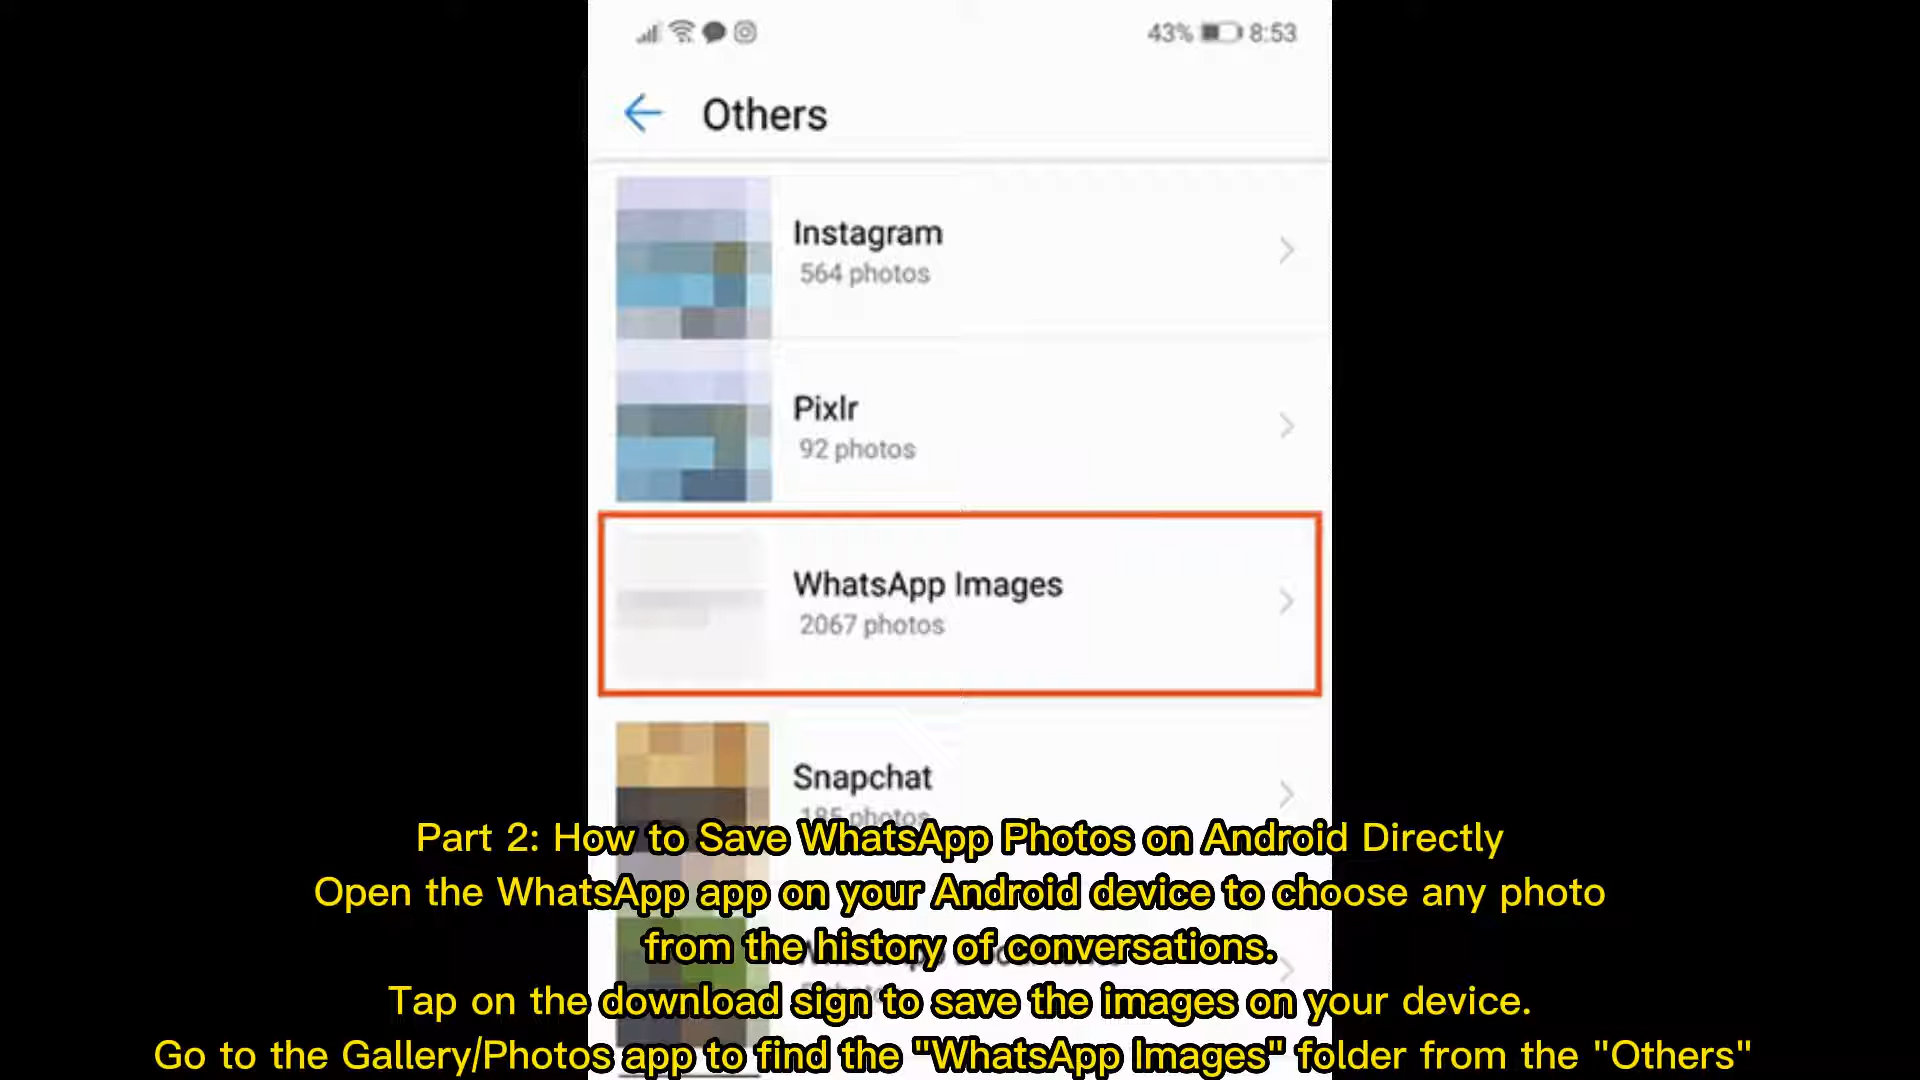 43% 8:53
Others
Instagram
564 photos
Pixlr
92 photos
WhatsApp Images
2067 photos
Snapchat
185 photos
Part 2: How to Save WhatsApp Photos on Android Directly
Open the WhatsApp app on your Android device to choose any photo
from the history of conversations.
Tap on the download sign to save the images on your device.
Go to the Gallery/Photos app to find the "WhatsApp Images" folder from the "Others"